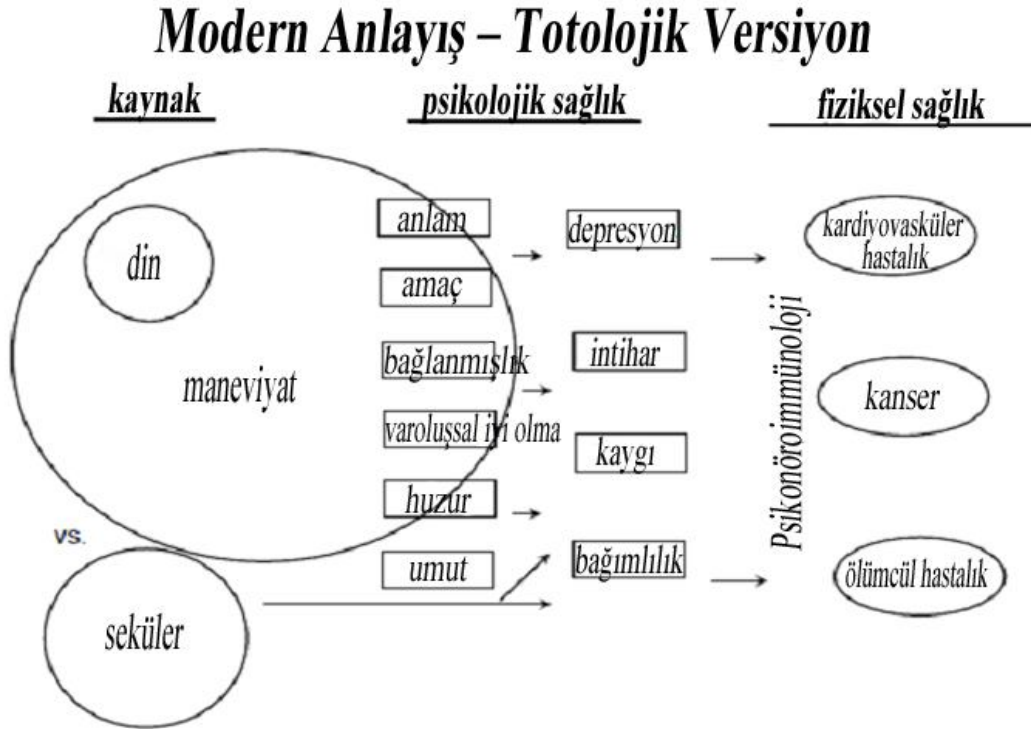 Modern Anlayış – Totolojik Versiyon
kaynak
psikolojik sağlık
fiziksel sağlık
din
maneviyat
vs.
seküler
anlam
amaç
bağlanmışlık
varoluşsal iyi olma
huzur
umut
depresyon
intihar
kaygı
bağımlılık
Psikonöroimmünoloji
kardiyovasküler
hastalık
kanser
ölümcül hastalık